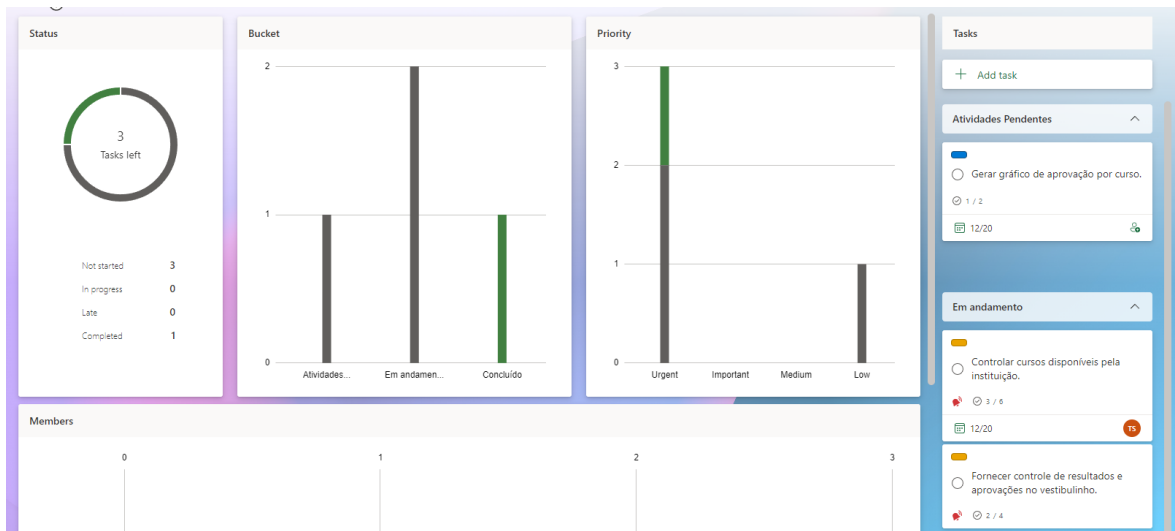 Status
3
Tasks left
Not started 3
In progress 0
Late 0
Completed 1
Bucket
2
1
0
Atividades...
Em andamen...
Concluído
Priority
3
2
1
0
Urgent
Important
Medium
Low
Members
0
1
2
3
Tasks
+ Add task
Atividades Pendentes
Gerar gráfico de aprovação por curso.
1 / 2
12/20
Em andamento
Controlar cursos disponíveis pela
instituição.
3 / 6
12/20
TS
Fornecer controle de resultados e
aprovações no vestibulinho.
2 / 4